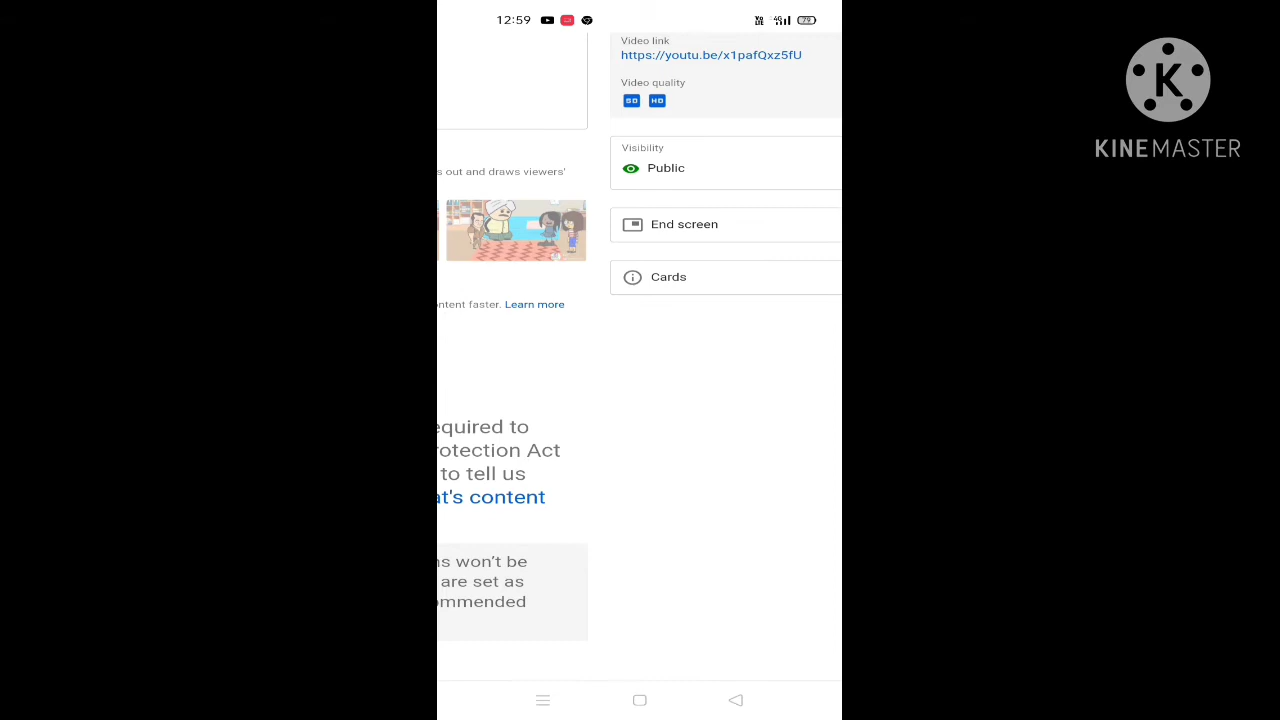 12:59
79
Video link
https://youtu.be/x1pafQxz5fU
Video quality
SD HD
Visibility
Public
s out and draws viewers'
End screen
Cards
ontent faster. Learn more
equired to
rotection Act
to tell us
at's content
ns won't be
are set as
ommended
K
KINEMASTER